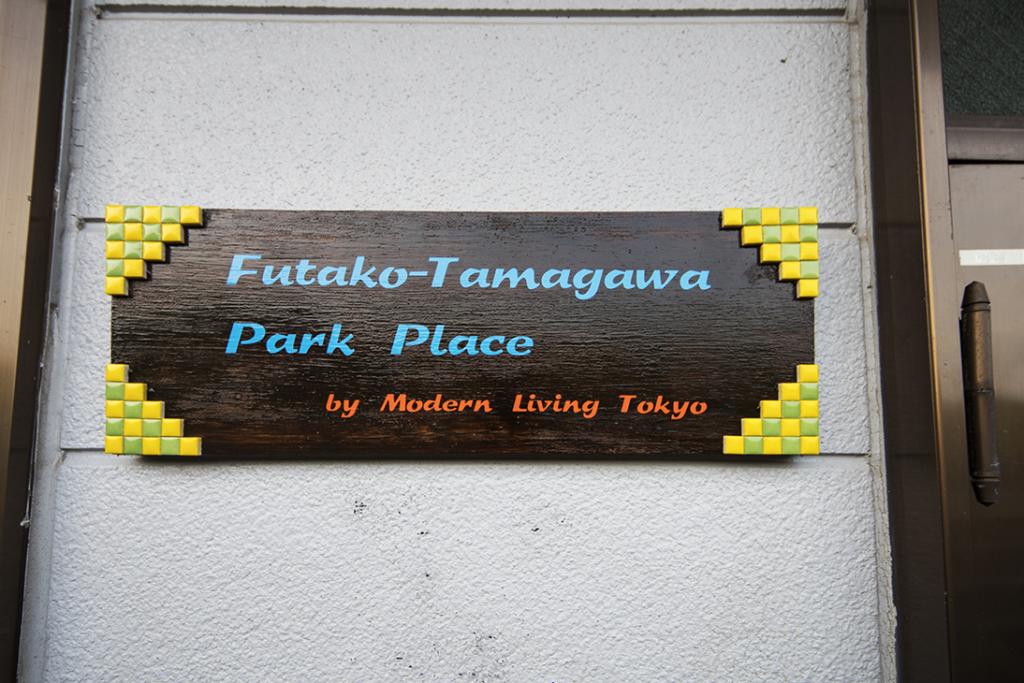 Futako-Tamagawa
Park Place
by Modern Living Tokyo